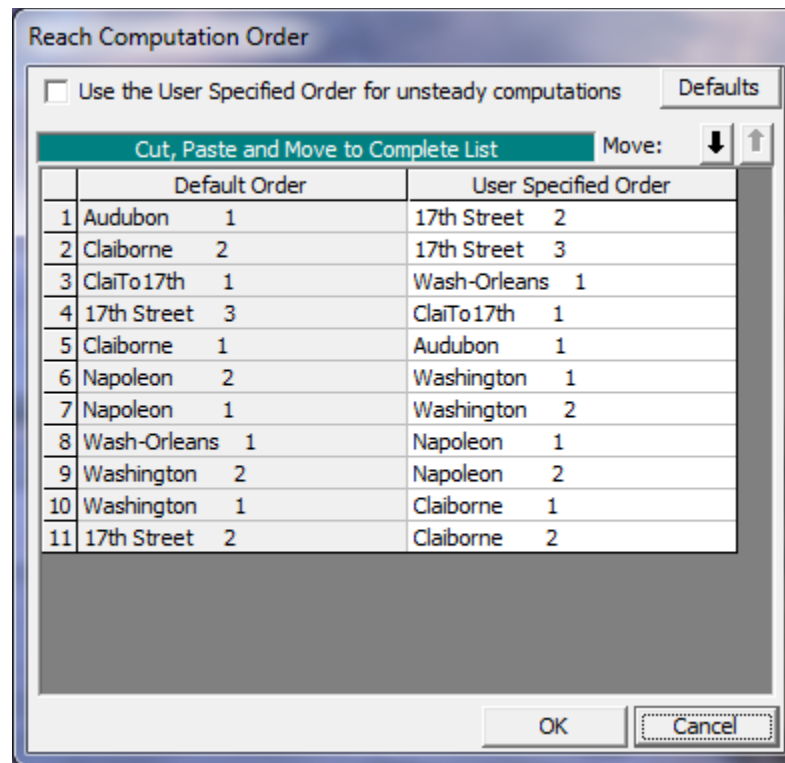 Reach Computation Order
Use the User Specified Order for unsteady computations Defaults
Cut, Paste and Move to Complete List Move:
Default Order User Specified Order
1 Audubon 1 17th Street 2
2 Claiborne 2 17th Street 3
3 ClaiTo17th 1 Wash-Orleans 1
4 17th Street 3 ClaiTo17th 1
5 Claiborne 1 Audubon 1
6 Napoleon 2 Washington 1
7 Napoleon 1 Washington 2
8 Wash-Orleans 1 Napoleon 1
9 Washington 2 Napoleon 2
10 Washington 1 Claiborne 1
11 17th Street 2 Claiborne 2
OK Cancel